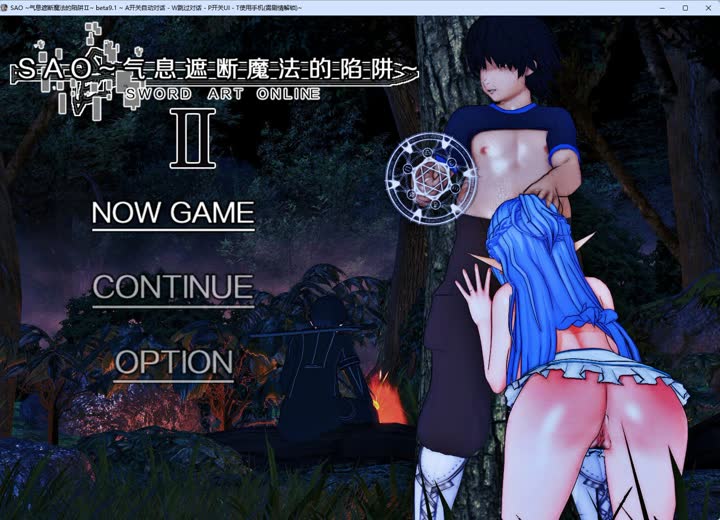 SAO ~气息遮断魔法的陷阱Ⅱ~ beta9.1 ~ A开关自动对话 - W跳过对话 - P开关UI - T使用手机(需剧情解锁)~
SAO~气息遮断魔法的陷阱~
SWORD ART ONLINE
Ⅱ
NOW GAME
CONTINUE
OPTION